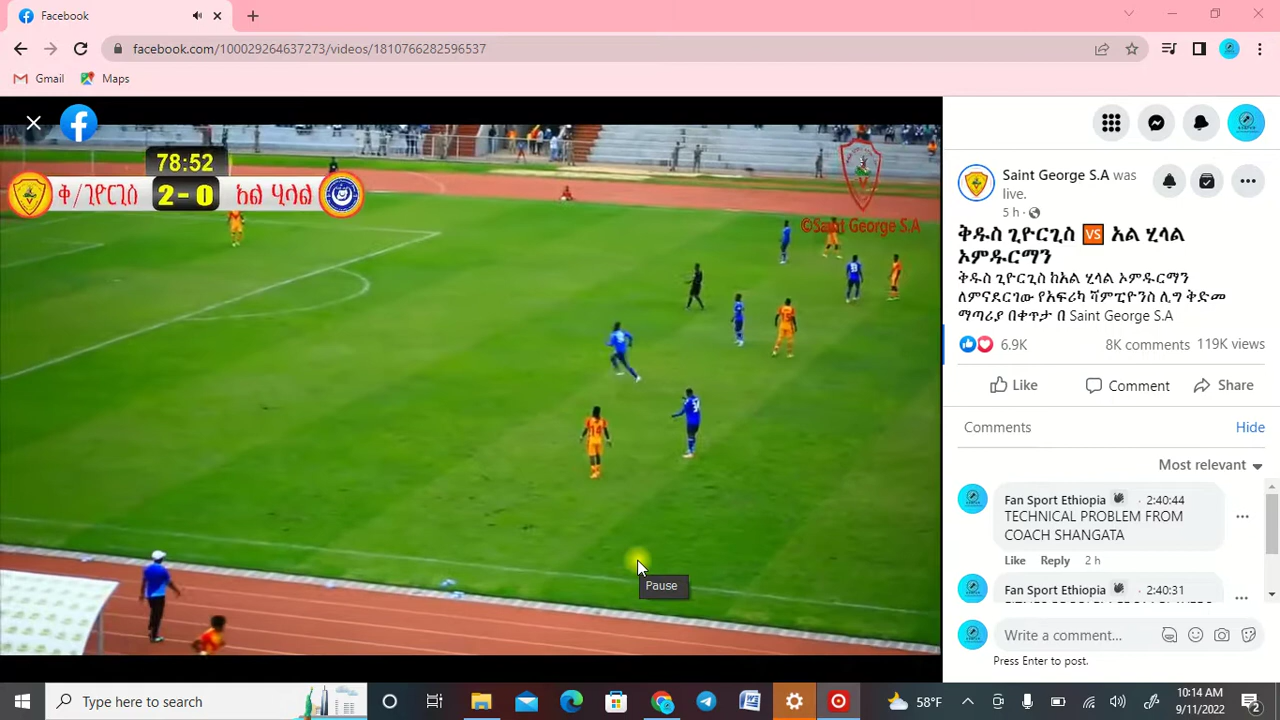 Facebook
facebook.com/100029264637273/videos/1810766282596537
Gmail
Maps
78:52
ቅ/ጊዮርጊስ 2-0 አል ሂላል
©Saint George S.A
14
15
Pause
Saint George S.A was
live.
5 h
ቅዱስ ጊዮርጊስ VS አል ሂላል
ኦምዱርማን
ቅዱስ ጊዮርጊስ ከአል ሂላል ኦምዱርማን
ለምናደርገው የአፍሪካ ሻምፒዮንስ ሊግ ቅድመ
ማጣሪያ በቀጥታ በ Saint George S.A
6.9K
8K comments 119K views
Like
Comment
Share
Comments
Hide
Most relevant
Fan Sport Ethiopia · 2:40:44
TECHNICAL PROBLEM FROM
COACH SHANGATA
Like Reply 2 h
Fan Sport Ethiopia · 2:40:31
Write a comment...
Press Enter to post.
Type here to search
58°F
10:14 AM
9/11/2022
2